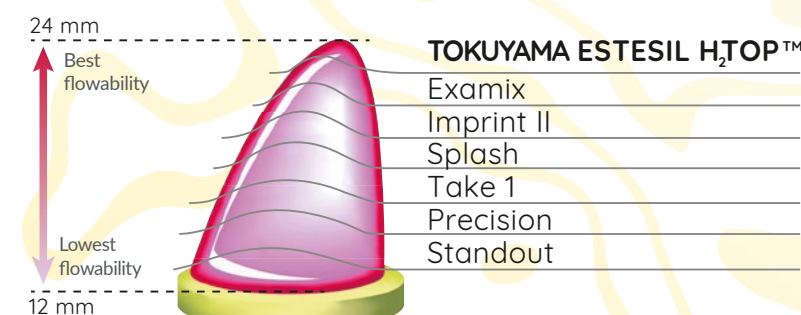 24 mm
Best
flowability
TOKUYAMA ESTESIL H₂TOP™
Examix
Imprint II
Splash
Take 1
Precision
Standout
Lowest
flowability
12 mm